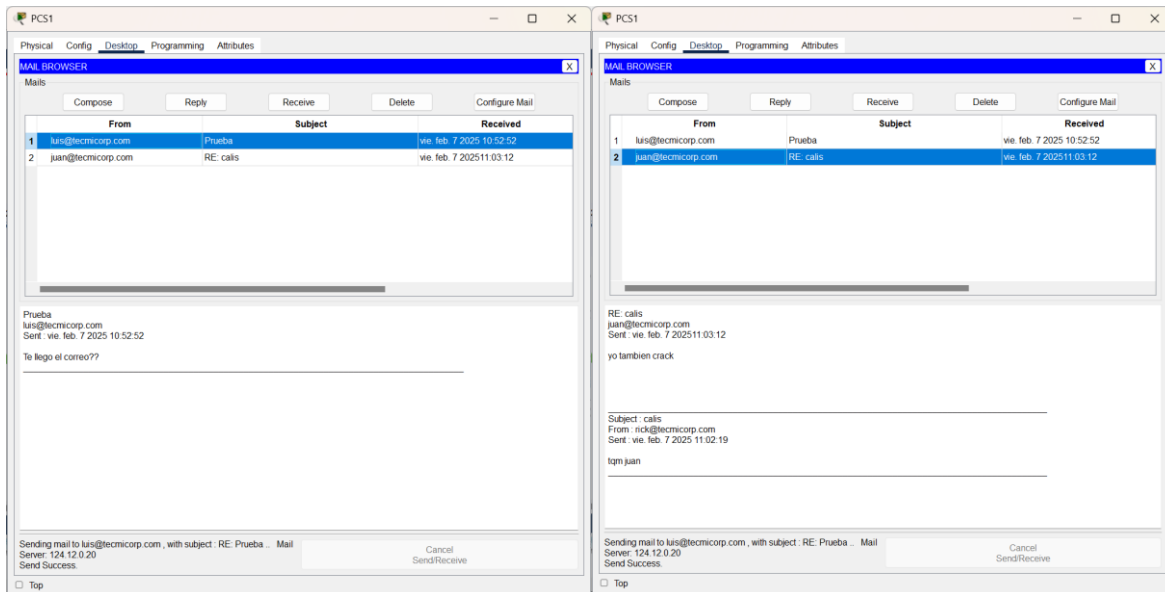 PCS1
Physical Config Desktop Programming Attributes
MAIL BROWSER X
Mails
Compose Reply Receive Delete Configure Mail
From Subject Received
1 luis@tecmicorp.com Prueba vie. feb. 7 2025 10:52:52
2 juan@tecmicorp.com RE: calis vie. feb. 7 202511:03:12
Prueba
luis@tecmicorp.com
Sent : vie. feb. 7 2025 10:52:52
Te llego el correo??
Sending mail to luis@tecmicorp.com , with subject : RE: Prueba .. Mail
Server: 124.12.0.20
Send Success.
Cancel
Send/Receive
Top
PCS1
Physical Config Desktop Programming Attributes
MAIL BROWSER X
Mails
Compose Reply Receive Delete Configure Mail
From Subject Received
1 luis@tecmicorp.com Prueba vie. feb. 7 2025 10:52:52
2 juan@tecmicorp.com RE: calis vie. feb. 7 202511:03:12
RE: calis
juan@tecmicorp.com
Sent : vie. feb. 7 202511:03:12
yo tambien crack
Subject : calis
From : rick@tecmicorp.com
Sent : vie. feb. 7 2025 11:02:19
tqm juan
Sending mail to luis@tecmicorp.com , with subject : RE: Prueba .. Mail
Server: 124.12.0.20
Send Success.
Cancel
Send/Receive
Top